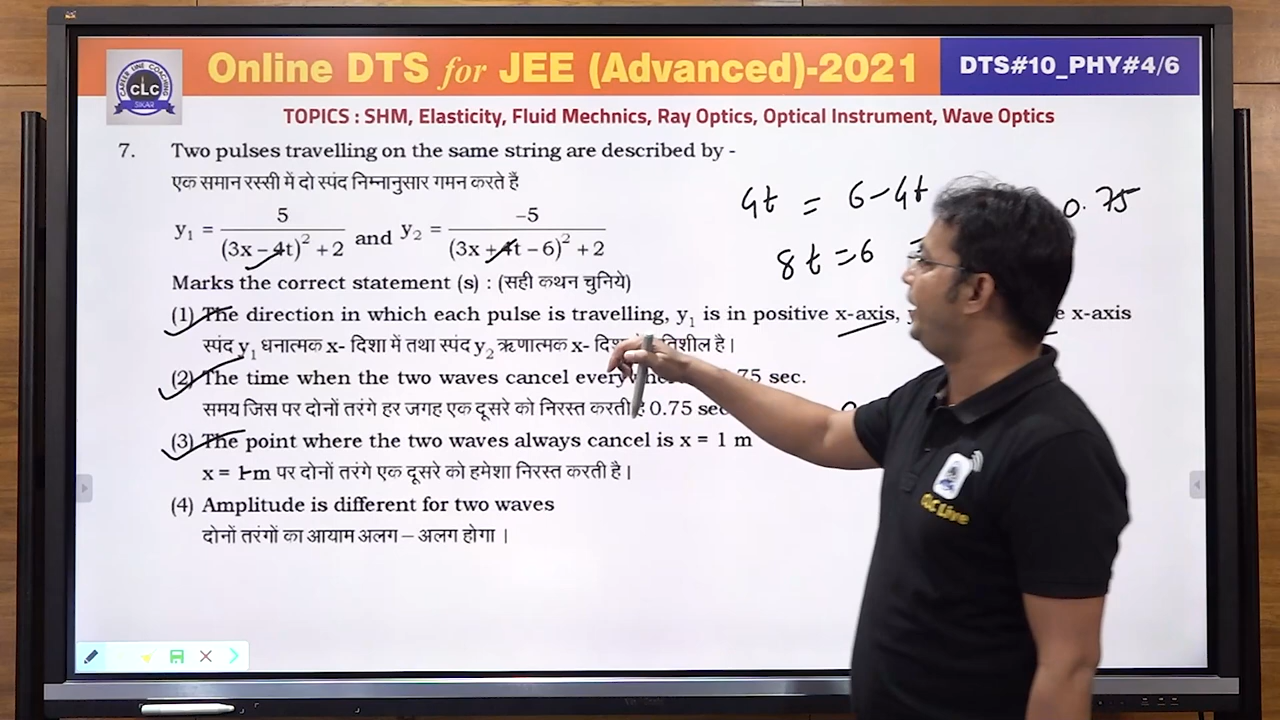 Online DTS for JEE (Advanced)-2021
DTS#10_PHY#4/6
CAREER LINE COACHING
CLC
SIKAR
TOPICS : SHM, Elasticity, Fluid Mechnics, Ray Optics, Optical Instrument, Wave Optics
7. Two pulses travelling on the same string are described by -
एक समान रस्सी में दो स्पंद निम्नानुसार गमन करते हैं
y₁ = 5 / ((3x – 4t)² + 2) and y₂ = –5 / ((3x + 4t – 6)² + 2)
4t = 6–4t
0.75
8t = 6
Marks the correct statement (s) : (सही कथन चुनिये)
(1) The direction in which each pulse is travelling, y₁ is in positive x-axis, x-axis
स्पंद y₁ धनात्मक x- दिशा में तथा स्पंद y₂ ऋणात्मक x- है।
(2) The time when the two waves cancel 75 sec.
समय जिस पर दोनों तरंगे हर जगह एक दूसरे को निरस्त करती है 0.75 sec
(3) The point where the two waves always cancel is x = 1 m
x = 1 m पर दोनों तरंगे एक दूसरे को हमेशा निरस्त करती है।
(4) Amplitude is different for two waves
दोनों तरंगों का आयाम अलग – अलग होगा ।
CLC Live
CLC